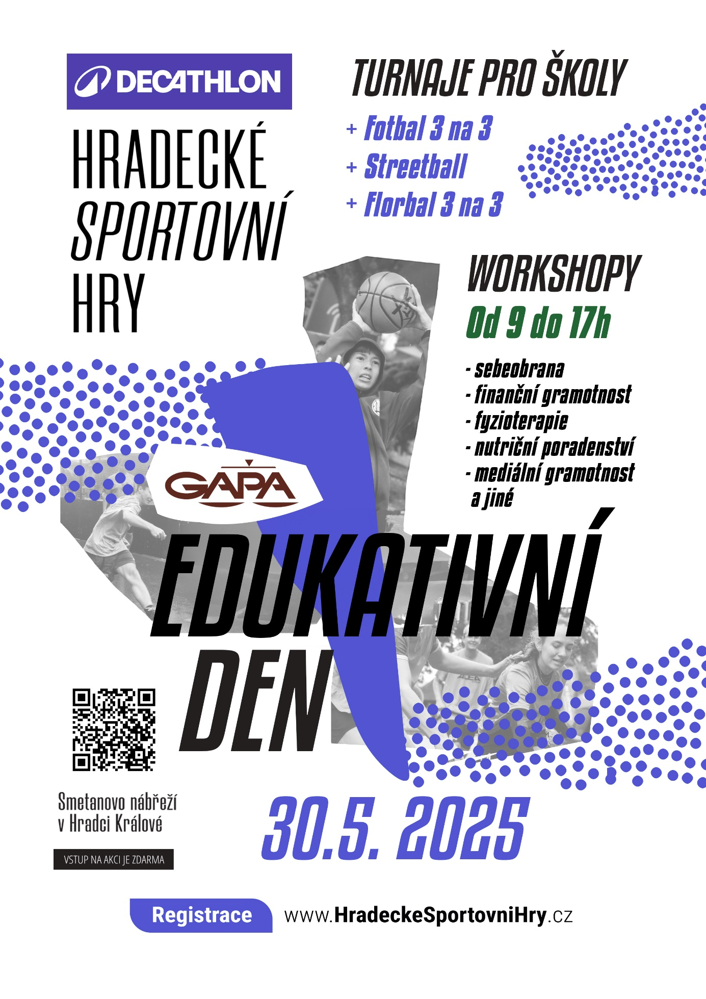 DECATHLON
HRADECKÉ
SPORTOVNÍ
HRY
TURNAJE PRO ŠKOLY
+ Fotbal 3 na 3
+ Streetball
+ Florbal 3 na 3
WORKSHOPY
Od 9 do 17h
- sebeobrana
- finanční gramotnost
- fyzioterapie
- nutriční poradenství
- mediální gramotnost
a jiné
GAPA
EDUKATIVNÍ
DEN
Smetanovo nábřeží
v Hradci Králové
VSTUP NA AKCI JE ZDARMA
30.5. 2025
Registrace www.HradeckeSportovniHry.cz